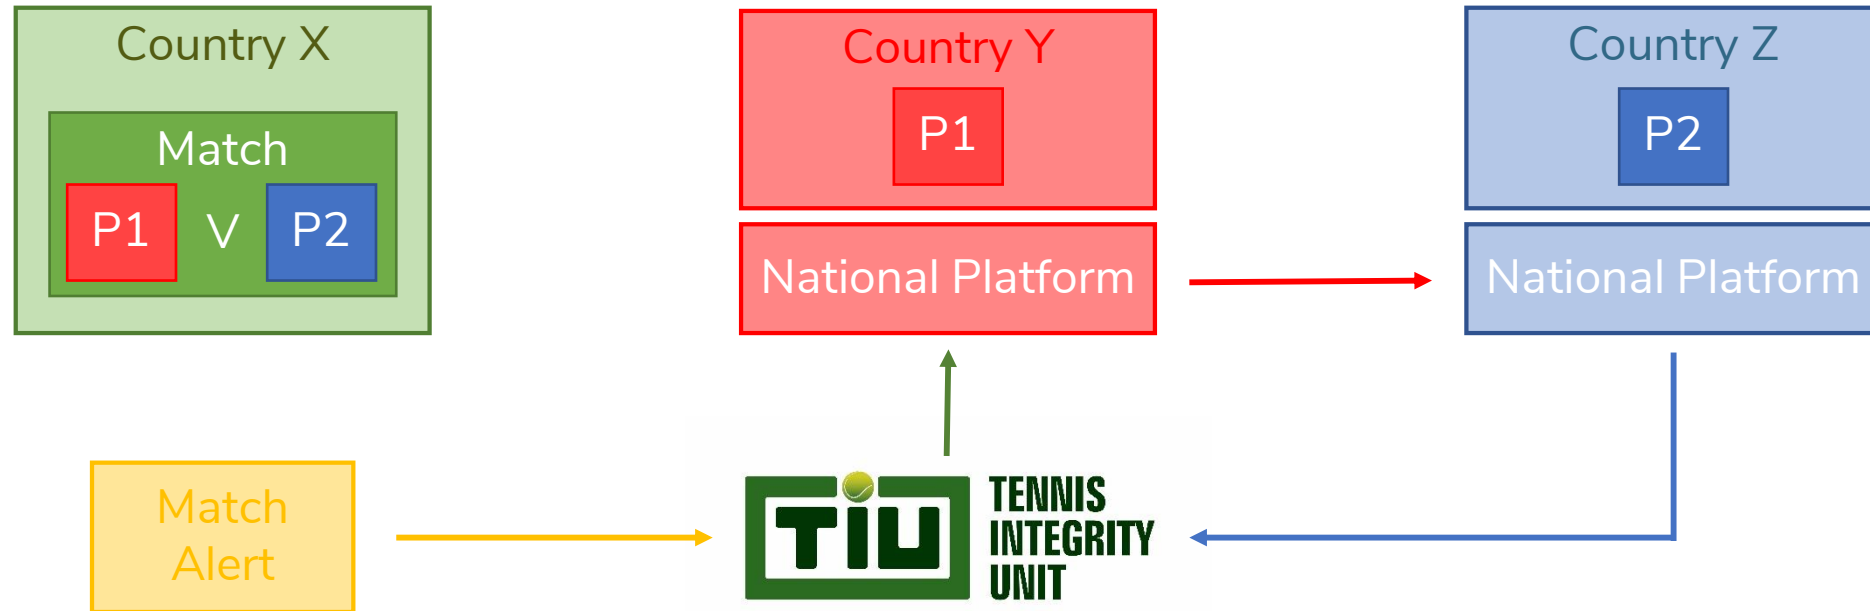 Country X
Match
P1 V P2
Country Y
P1
National Platform
Country Z
P2
National Platform
Match
Alert
TIU
TENNIS
INTEGRITY
UNIT